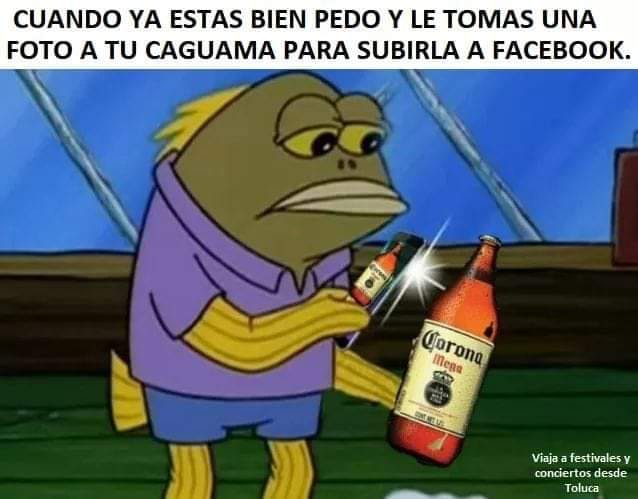 CUANDO YA ESTAS BIEN PEDO Y LE TOMAS UNA
FOTO A TU CAGUAMA PARA SUBIRLA A FACEBOOK.
Corona
Mega
Viaja a festivales y
conciertos desde
Toluca